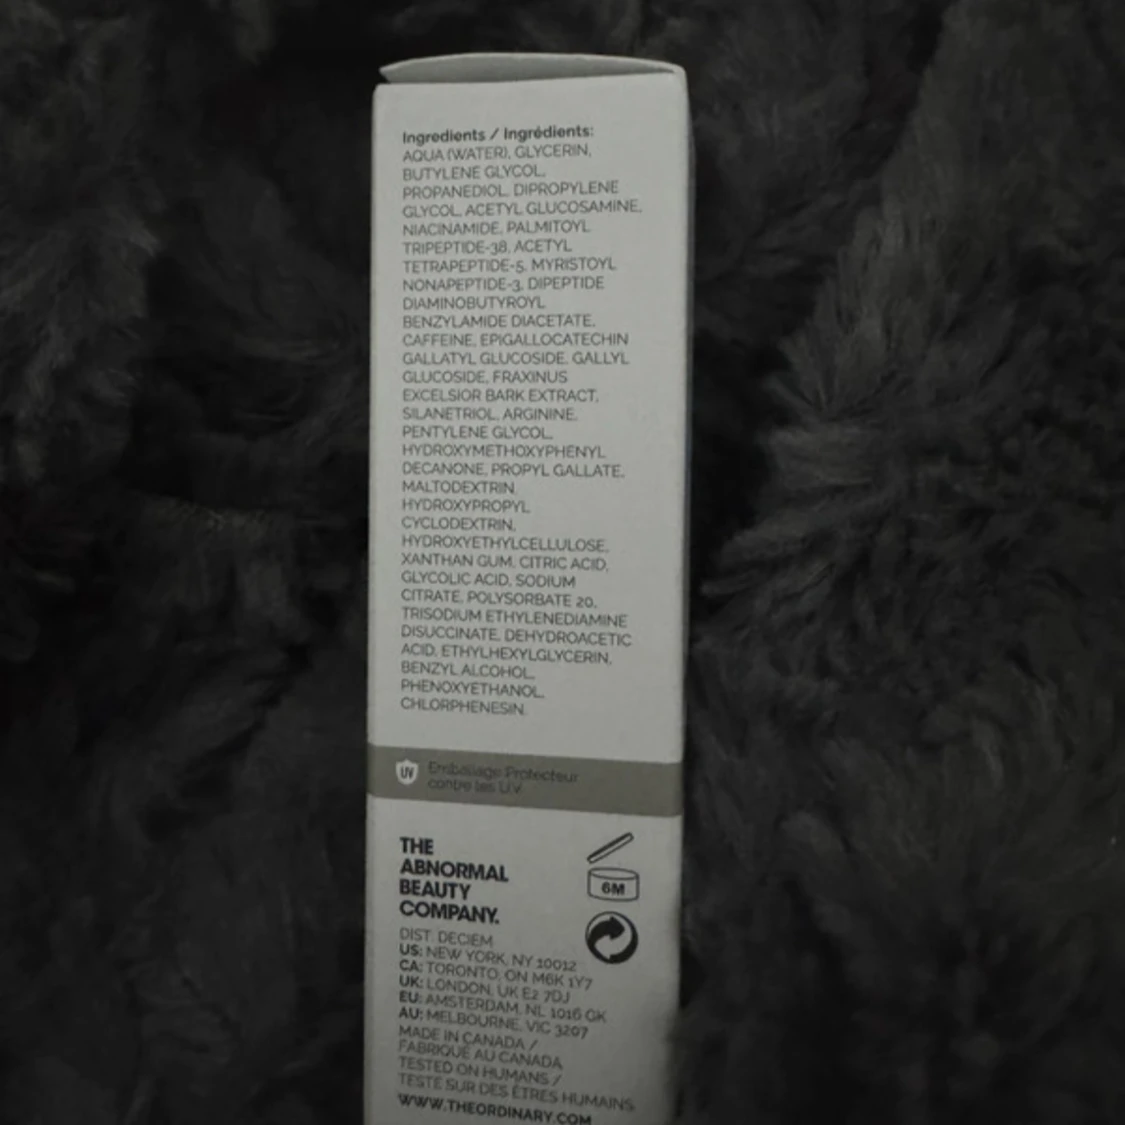 Ingredients / Ingrédients:
AQUA (WATER), GLYCERIN,
BUTYLENE GLYCOL,
PROPANEDIOL, DIPROPYLENE
GLYCOL, ACETYL GLUCOSAMINE,
NIACINAMIDE, PALMITOYL
TRIPEPTIDE-38, ACETYL
TETRAPEPTIDE-5, MYRISTOYL
NONAPEPTIDE-3, DIPEPTIDE
DIAMINOBUTYROYL
BENZYLAMIDE DIACETATE,
CAFFEINE, EPIGALLOCATECHIN
GALLATYL GLUCOSIDE, GALLYL
GLUCOSIDE, FRAXINUS
EXCELSIOR BARK EXTRACT,
SILANETRIOL, ARGININE,
PENTYLENE GLYCOL,
HYDROXYMETHOXYPHENYL
DECANONE, PROPYL GALLATE,
MALTODEXTRIN,
HYDROXYPROPYL
CYCLODEXTRIN,
HYDROXYETHYLCELLULOSE,
XANTHAN GUM, CITRIC ACID,
GLYCOLIC ACID, SODIUM
CITRATE, POLYSORBATE 20,
TRISODIUM ETHYLENEDIAMINE
DISUCCINATE, DEHYDROACETIC
ACID, ETHYLHEXYLGLYCERIN,
BENZYL ALCOHOL,
PHENOXYETHANOL,
CHLORPHENESIN.
UV Emballage Protecteur
contre les U.V.
THE
ABNORMAL
BEAUTY
COMPANY.
6M
DIST. DECIEM
US: NEW YORK, NY 10012
CA: TORONTO, ON M6K 1Y7
UK: LONDON, UK E2 7DJ
EU: AMSTERDAM, NL 1016 GK
AU: MELBOURNE, VIC 3207
MADE IN CANADA /
FABRIQUÉ AU CANADA
TESTED ON HUMANS /
TESTÉ SUR DES ÊTRES HUMAINS
WWW.THEORDINARY.COM